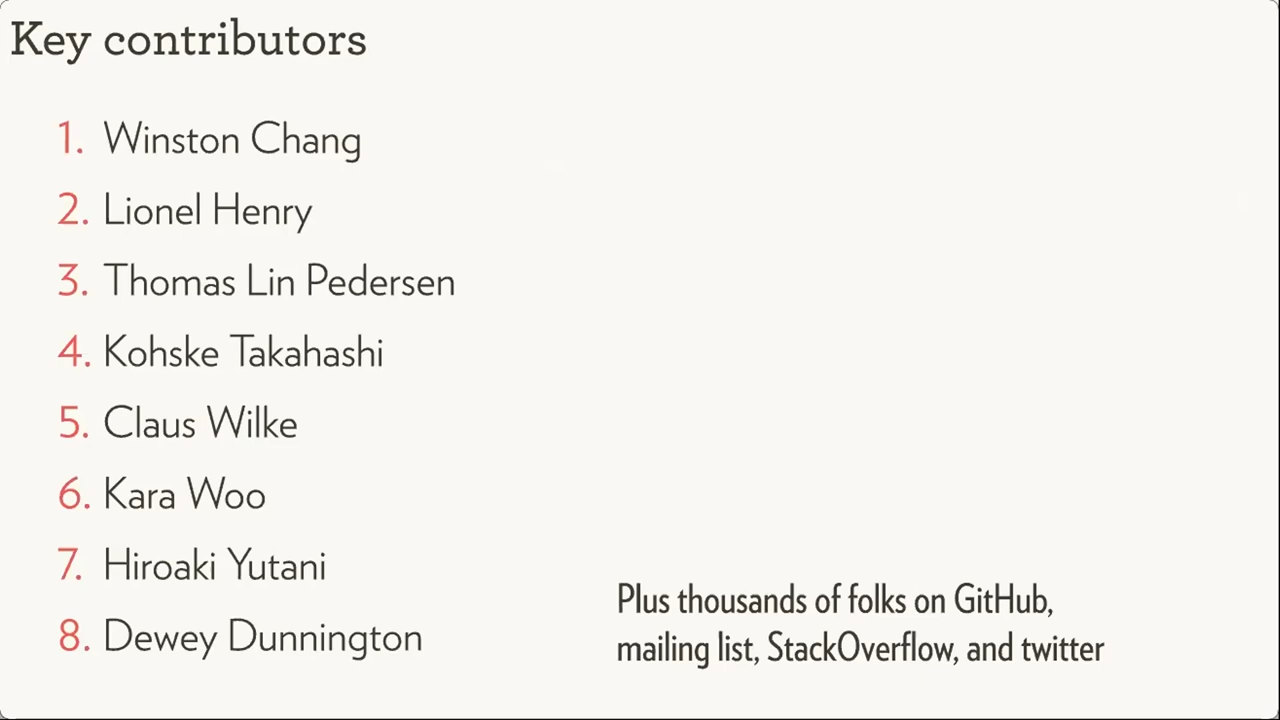 Key contributors
1. Winston Chang
2. Lionel Henry
3. Thomas Lin Pedersen
4. Kohske Takahashi
5. Claus Wilke
6. Kara Woo
7. Hiroaki Yutani
8. Dewey Dunnington
Plus thousands of folks on GitHub,
mailing list, StackOverflow, and twitter